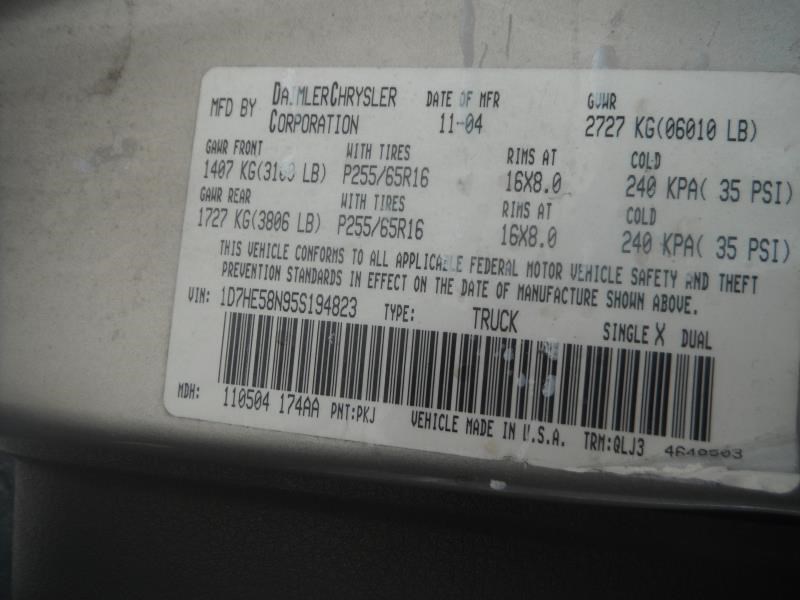 MFD BY DAIMLERCHRYSLER CORPORATION DATE OF MFR 11-04 GVWR 2727 KG(06010 LB)
GAWR FRONT WITH TIRES RIMS AT COLD
1407 KG(3100 LB) P255/65R16 16X8.0 240 KPA( 35 PSI)
GAWR REAR WITH TIRES RIMS AT COLD
1727 KG(3806 LB) P255/65R16 16X8.0 240 KPA( 35 PSI)
THIS VEHICLE CONFORMS TO ALL APPLICABLE FEDERAL MOTOR VEHICLE SAFETY AND THEFT
PREVENTION STANDARDS IN EFFECT ON THE DATE OF MANUFACTURE SHOWN ABOVE.
VIN: 1D7HE58N95S194823 TYPE: TRUCK SINGLE X DUAL
MDH: 110504 174AA PNT:PKJ VEHICLE MADE IN U.S.A. TRM:QLJ3 4640503